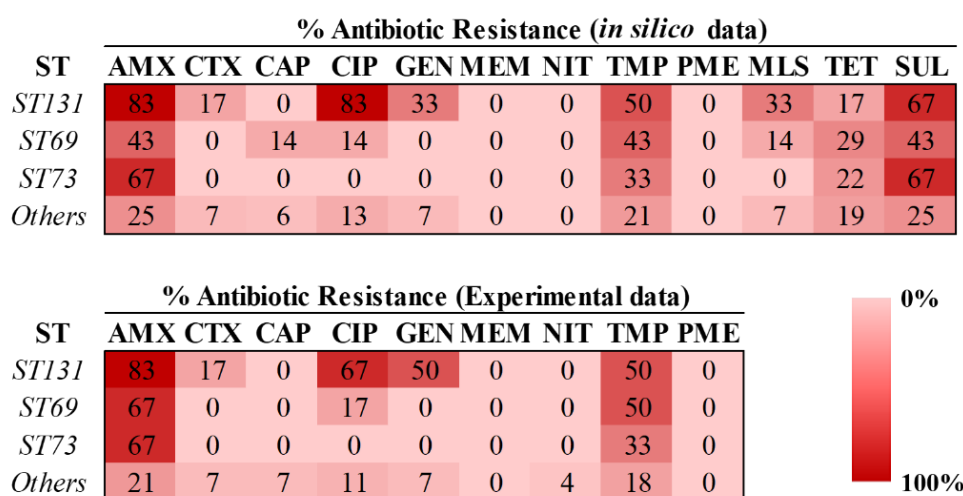 % Antibiotic Resistance (in silico data)
ST AMX CTX CAP CIP GEN MEM NIT TMP PME MLS TET SUL
ST131 83 17 0 83 33 0 0 50 0 33 17 67
ST69 43 0 14 14 0 0 0 43 0 14 29 43
ST73 67 0 0 0 0 0 0 33 0 0 22 67
Others 25 7 6 13 7 0 0 21 0 7 19 25
% Antibiotic Resistance (Experimental data)
ST AMX CTX CAP CIP GEN MEM NIT TMP PME
ST131 83 17 0 67 50 0 0 50 0
ST69 67 0 0 17 0 0 0 50 0
ST73 67 0 0 0 0 0 0 33 0
Others 21 7 7 11 7 0 4 18 0
0%
100%